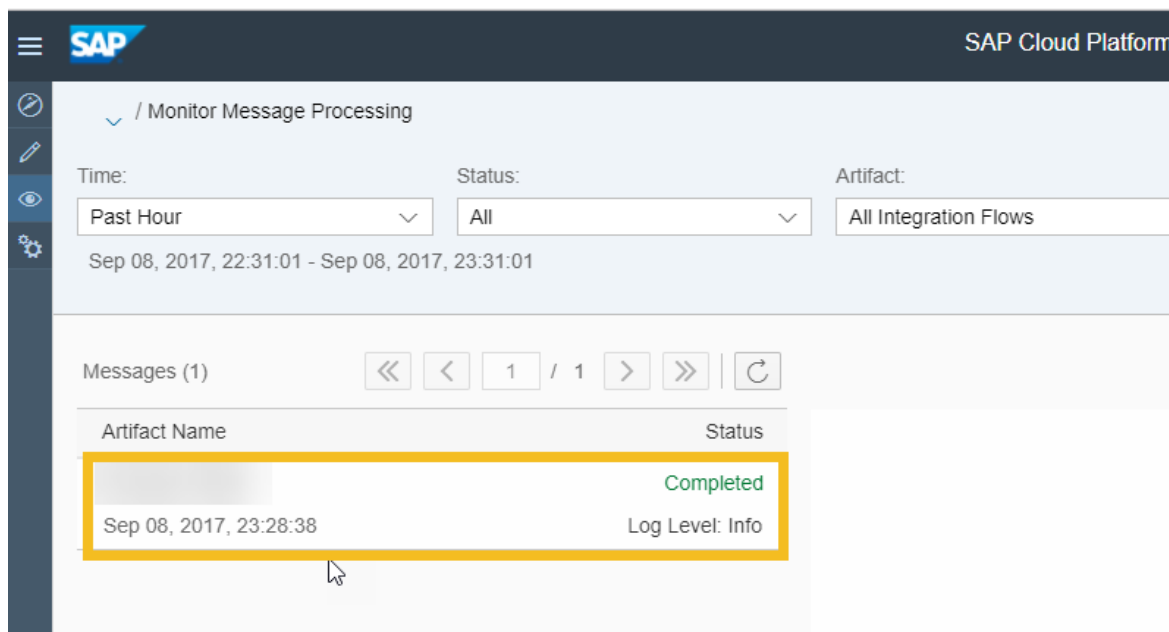 SAP
SAP Cloud Platform
/ Monitor Message Processing
Time:
Status:
Artifact:
Past Hour
All
All Integration Flows
Sep 08, 2017, 22:31:01 - Sep 08, 2017, 23:31:01
Messages (1)
1 / 1
Artifact Name
Status
Completed
Sep 08, 2017, 23:28:38
Log Level: Info